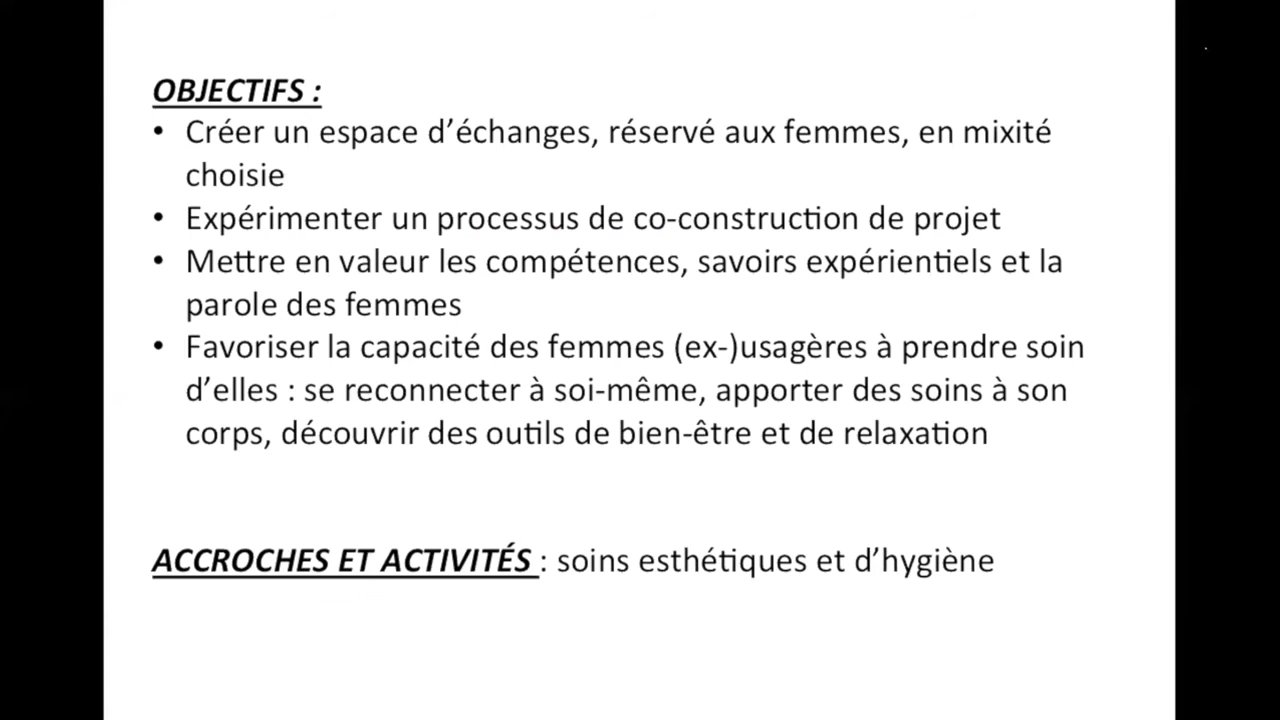 OBJECTIFS :
• Créer un espace d’échanges, réservé aux femmes, en mixité
choisie
• Expérimenter un processus de co-construction de projet
• Mettre en valeur les compétences, savoirs expérientiels et la
parole des femmes
• Favoriser la capacité des femmes (ex-)usagères à prendre soin
d’elles : se reconnecter à soi-même, apporter des soins à son
corps, découvrir des outils de bien-être et de relaxation
ACCROCHES ET ACTIVITÉS : soins esthétiques et d’hygiène